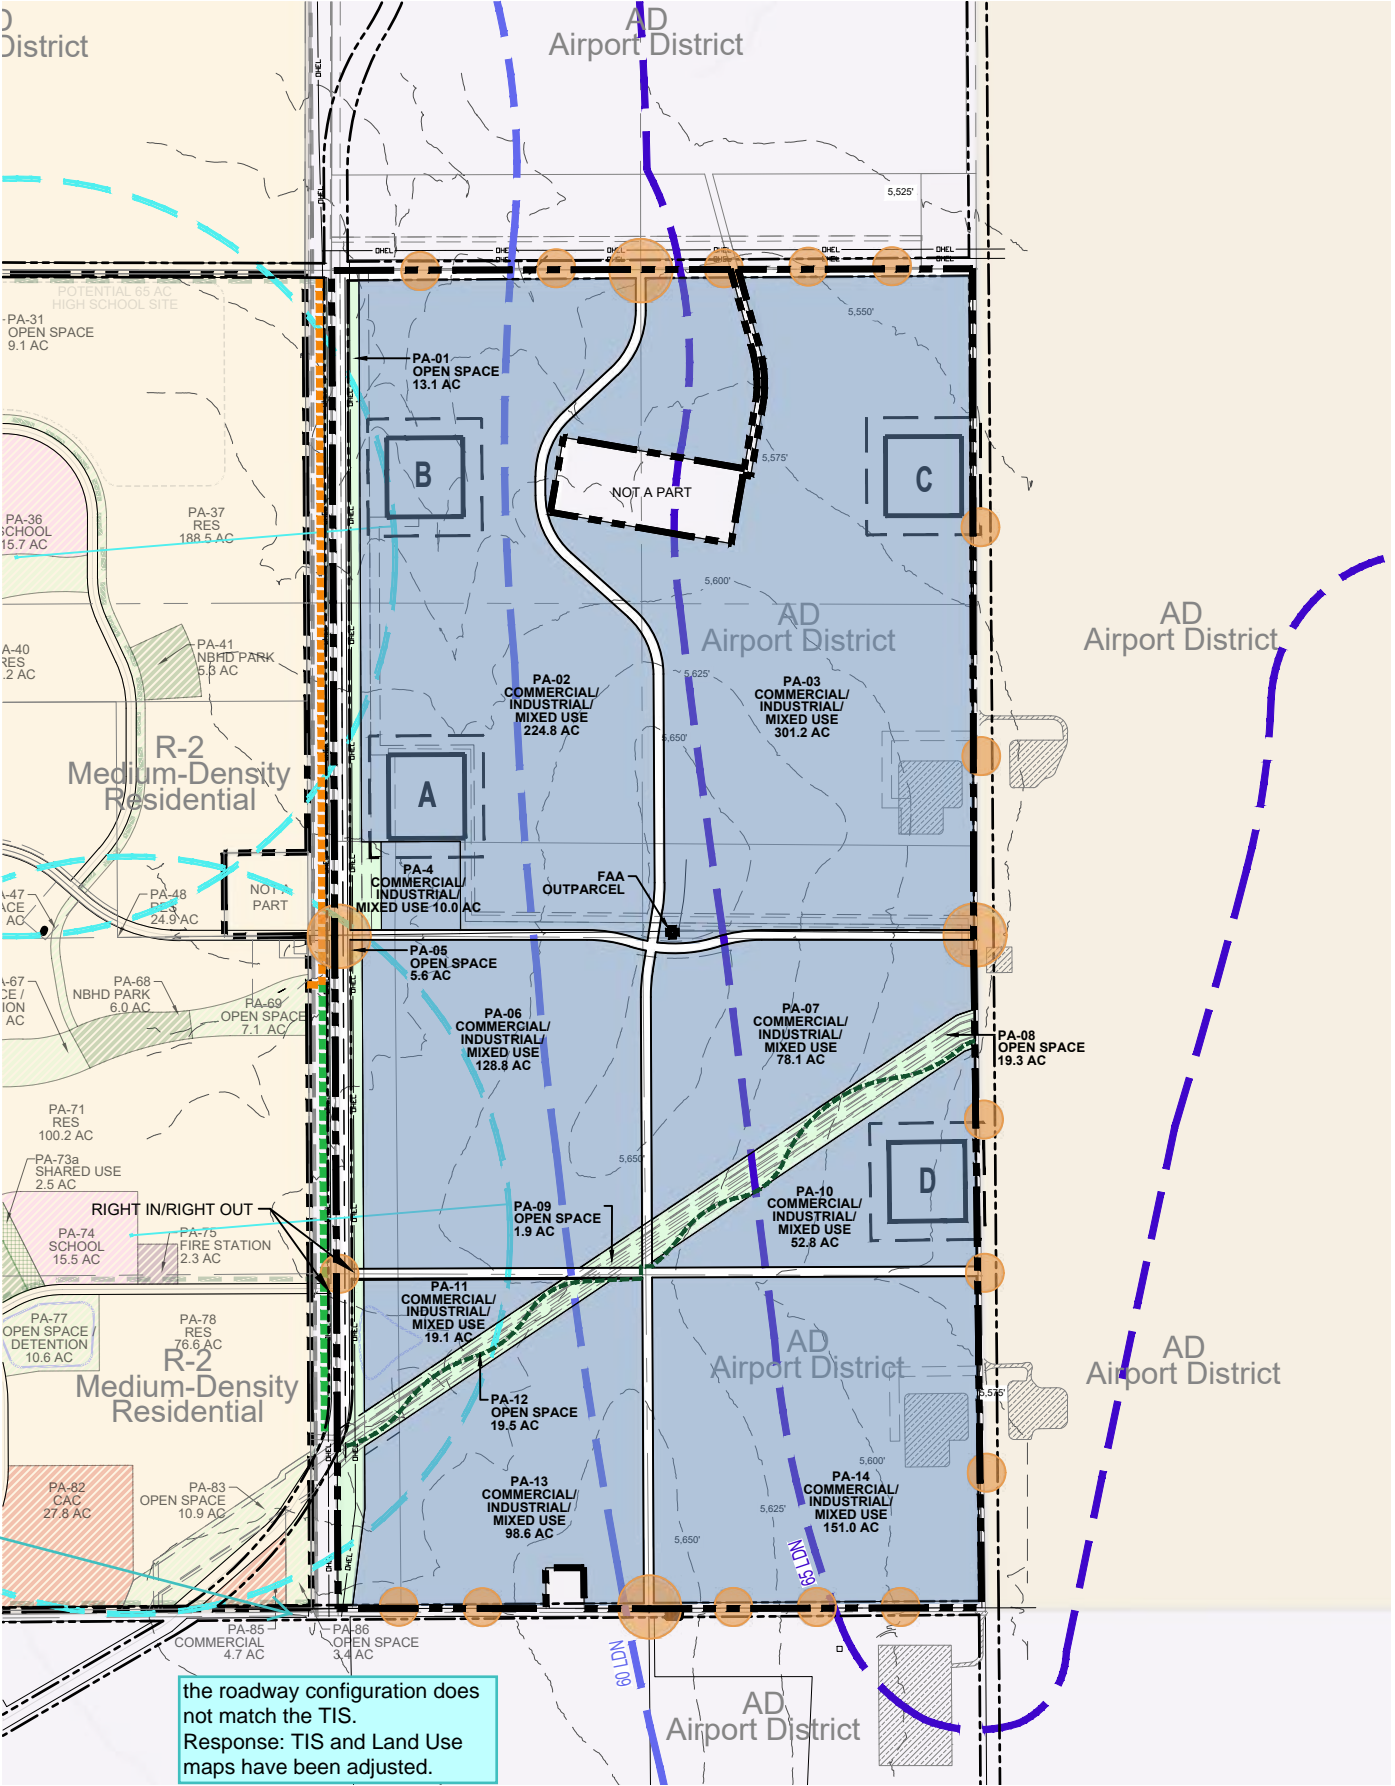 District
AD
Airport District
5,525'
OHEL
OHEL
OHEL
OHEL
OHEL
OHEL
POTENTIAL 65 AC
HIGH SCHOOL SITE
PA-31
OPEN SPACE
9.1 AC
5,550'
PA-01
OPEN SPACE
13.1 AC
B
C
5,575'
NOT A PART
PA-36
SCHOOL
15.7 AC
PA-37
RES
188.5 AC
5,600'
AD
Airport District
AD
Airport District
PA-41
NBHD PARK
5.3 AC
A-40
RES
.2 AC
5,625'
PA-02
COMMERCIAL/
INDUSTRIAL/
MIXED USE
224.8 AC
PA-03
COMMERCIAL/
INDUSTRIAL/
MIXED USE
301.2 AC
5,650'
R-2
Medium-Density
Residential
A
PA-4
COMMERCIAL/
INDUSTRIAL/
MIXED USE 10.0 AC
FAA
OUTPARCEL
NOT A
PART
PA-48
RES
24.9 AC
-47
ACE
AC
PA-05
OPEN SPACE
5.6 AC
-67
CE /
ION
AC
PA-68
NBHD PARK
6.0 AC
PA-69
OPEN SPACE
7.1 AC
PA-06
COMMERCIAL/
INDUSTRIAL/
MIXED USE
128.8 AC
PA-07
COMMERCIAL/
INDUSTRIAL/
MIXED USE
78.1 AC
PA-08
OPEN SPACE
19.3 AC
PA-71
RES
100.2 AC
5,650'
PA-73a
SHARED USE
2.5 AC
D
RIGHT IN/RIGHT OUT
PA-09
OPEN SPACE
1.9 AC
PA-10
COMMERCIAL/
INDUSTRIAL/
MIXED USE
52.8 AC
PA-74
SCHOOL
15.5 AC
PA-75
FIRE STATION
2.3 AC
PA-11
COMMERCIAL/
INDUSTRIAL/
MIXED USE
19.1 AC
PA-77
OPEN SPACE /
DETENTION
10.6 AC
PA-78
RES
76.6 AC
R-2
Medium-Density
Residential
AD
Airport District
AD
Airport District
5,575'
PA-12
OPEN SPACE
19.5 AC
5,600'
PA-82
CAC
27.8 AC
PA-83
OPEN SPACE
10.9 AC
PA-13
COMMERCIAL/
INDUSTRIAL/
MIXED USE
98.6 AC
PA-14
COMMERCIAL/
INDUSTRIAL/
MIXED USE
151.0 AC
5,625'
5,650'
65 LDN
60 LDN
PA-85
COMMERCIAL
4.7 AC
PA-86
OPEN SPACE
3.4 AC
AD
Airport District
the roadway configuration does
not match the TIS.
Response: TIS and Land Use
maps have been adjusted.